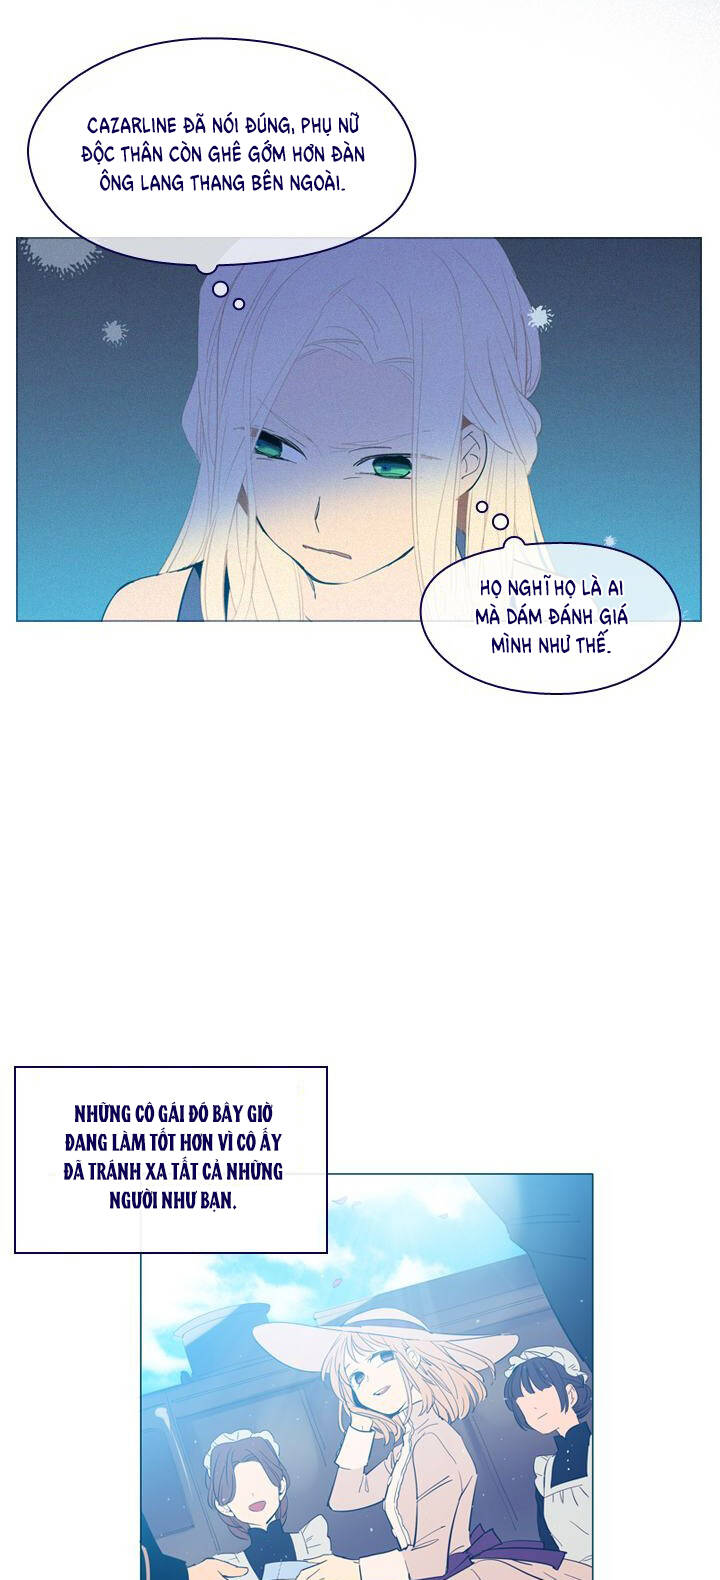 CAZARLINE ĐÃ NÓI ĐÚNG, PHỤ NỮ
ĐỘC THÂN CÒN GHÊ GỚM HƠN ĐÀN
ÔNG LANG THANG BÊN NGOÀI.
HỌ NGHĨ HỌ LÀ AI
MÀ DÁM ĐÁNH GIÁ
MÌNH NHƯ THẾ.
NHỮNG CÔ GÁI ĐÓ BÂY GIỜ
ĐANG LÀM TỐT HƠN VÌ CÔ ẤY
ĐÃ TRÁNH XA TẤT CẢ NHỮNG
NGƯỜI NHƯ BẠN.